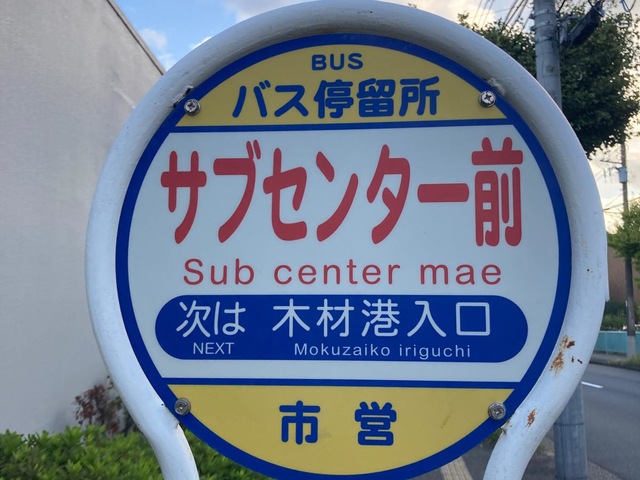 BUS
バス停留所
サブセンター前
Sub center mae
次は 木材港入口
NEXT Mokuzaiko iriguchi
市営